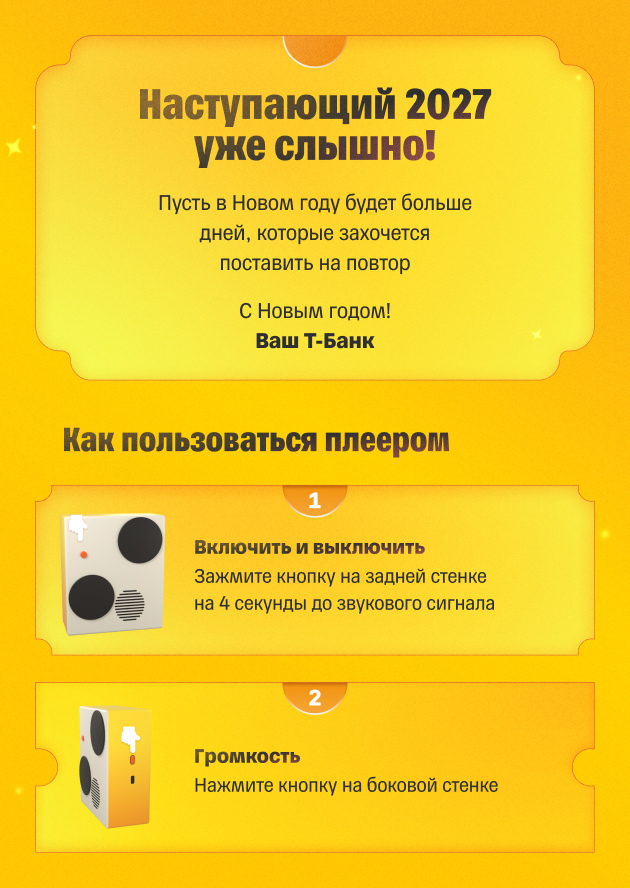 Наступающий 2027
уже слышно!
Пусть в Новом году будет больше
дней, которые захочется
поставить на повтор
С Новым годом!
Ваш Т-Банк
Как пользоваться плеером
1
Включить и выключить
Зажмите кнопку на задней стенке
на 4 секунды до звукового сигнала
2
Громкость
Нажмите кнопку на боковой стенке